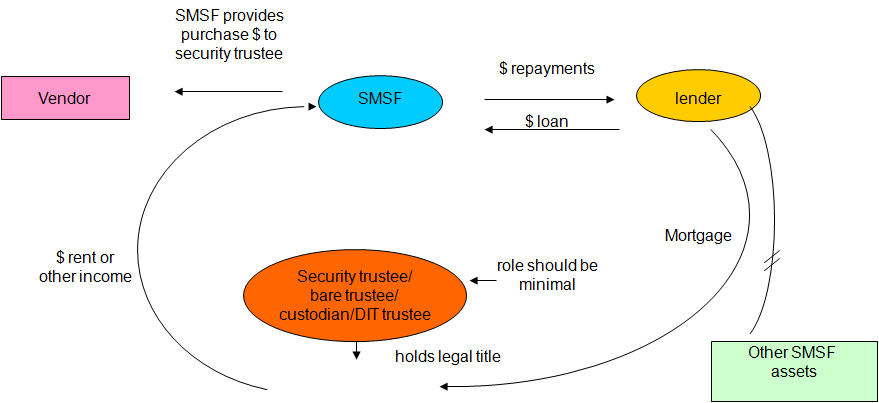 SMSF provides
purchase $ to
security trustee
Vendor
SMSF
$ repayments
$ loan
lender
Mortgage
$ rent or
other income
Security trustee/
bare trustee/
custodian/DIT trustee
role should be
minimal
holds legal title
Other SMSF
assets